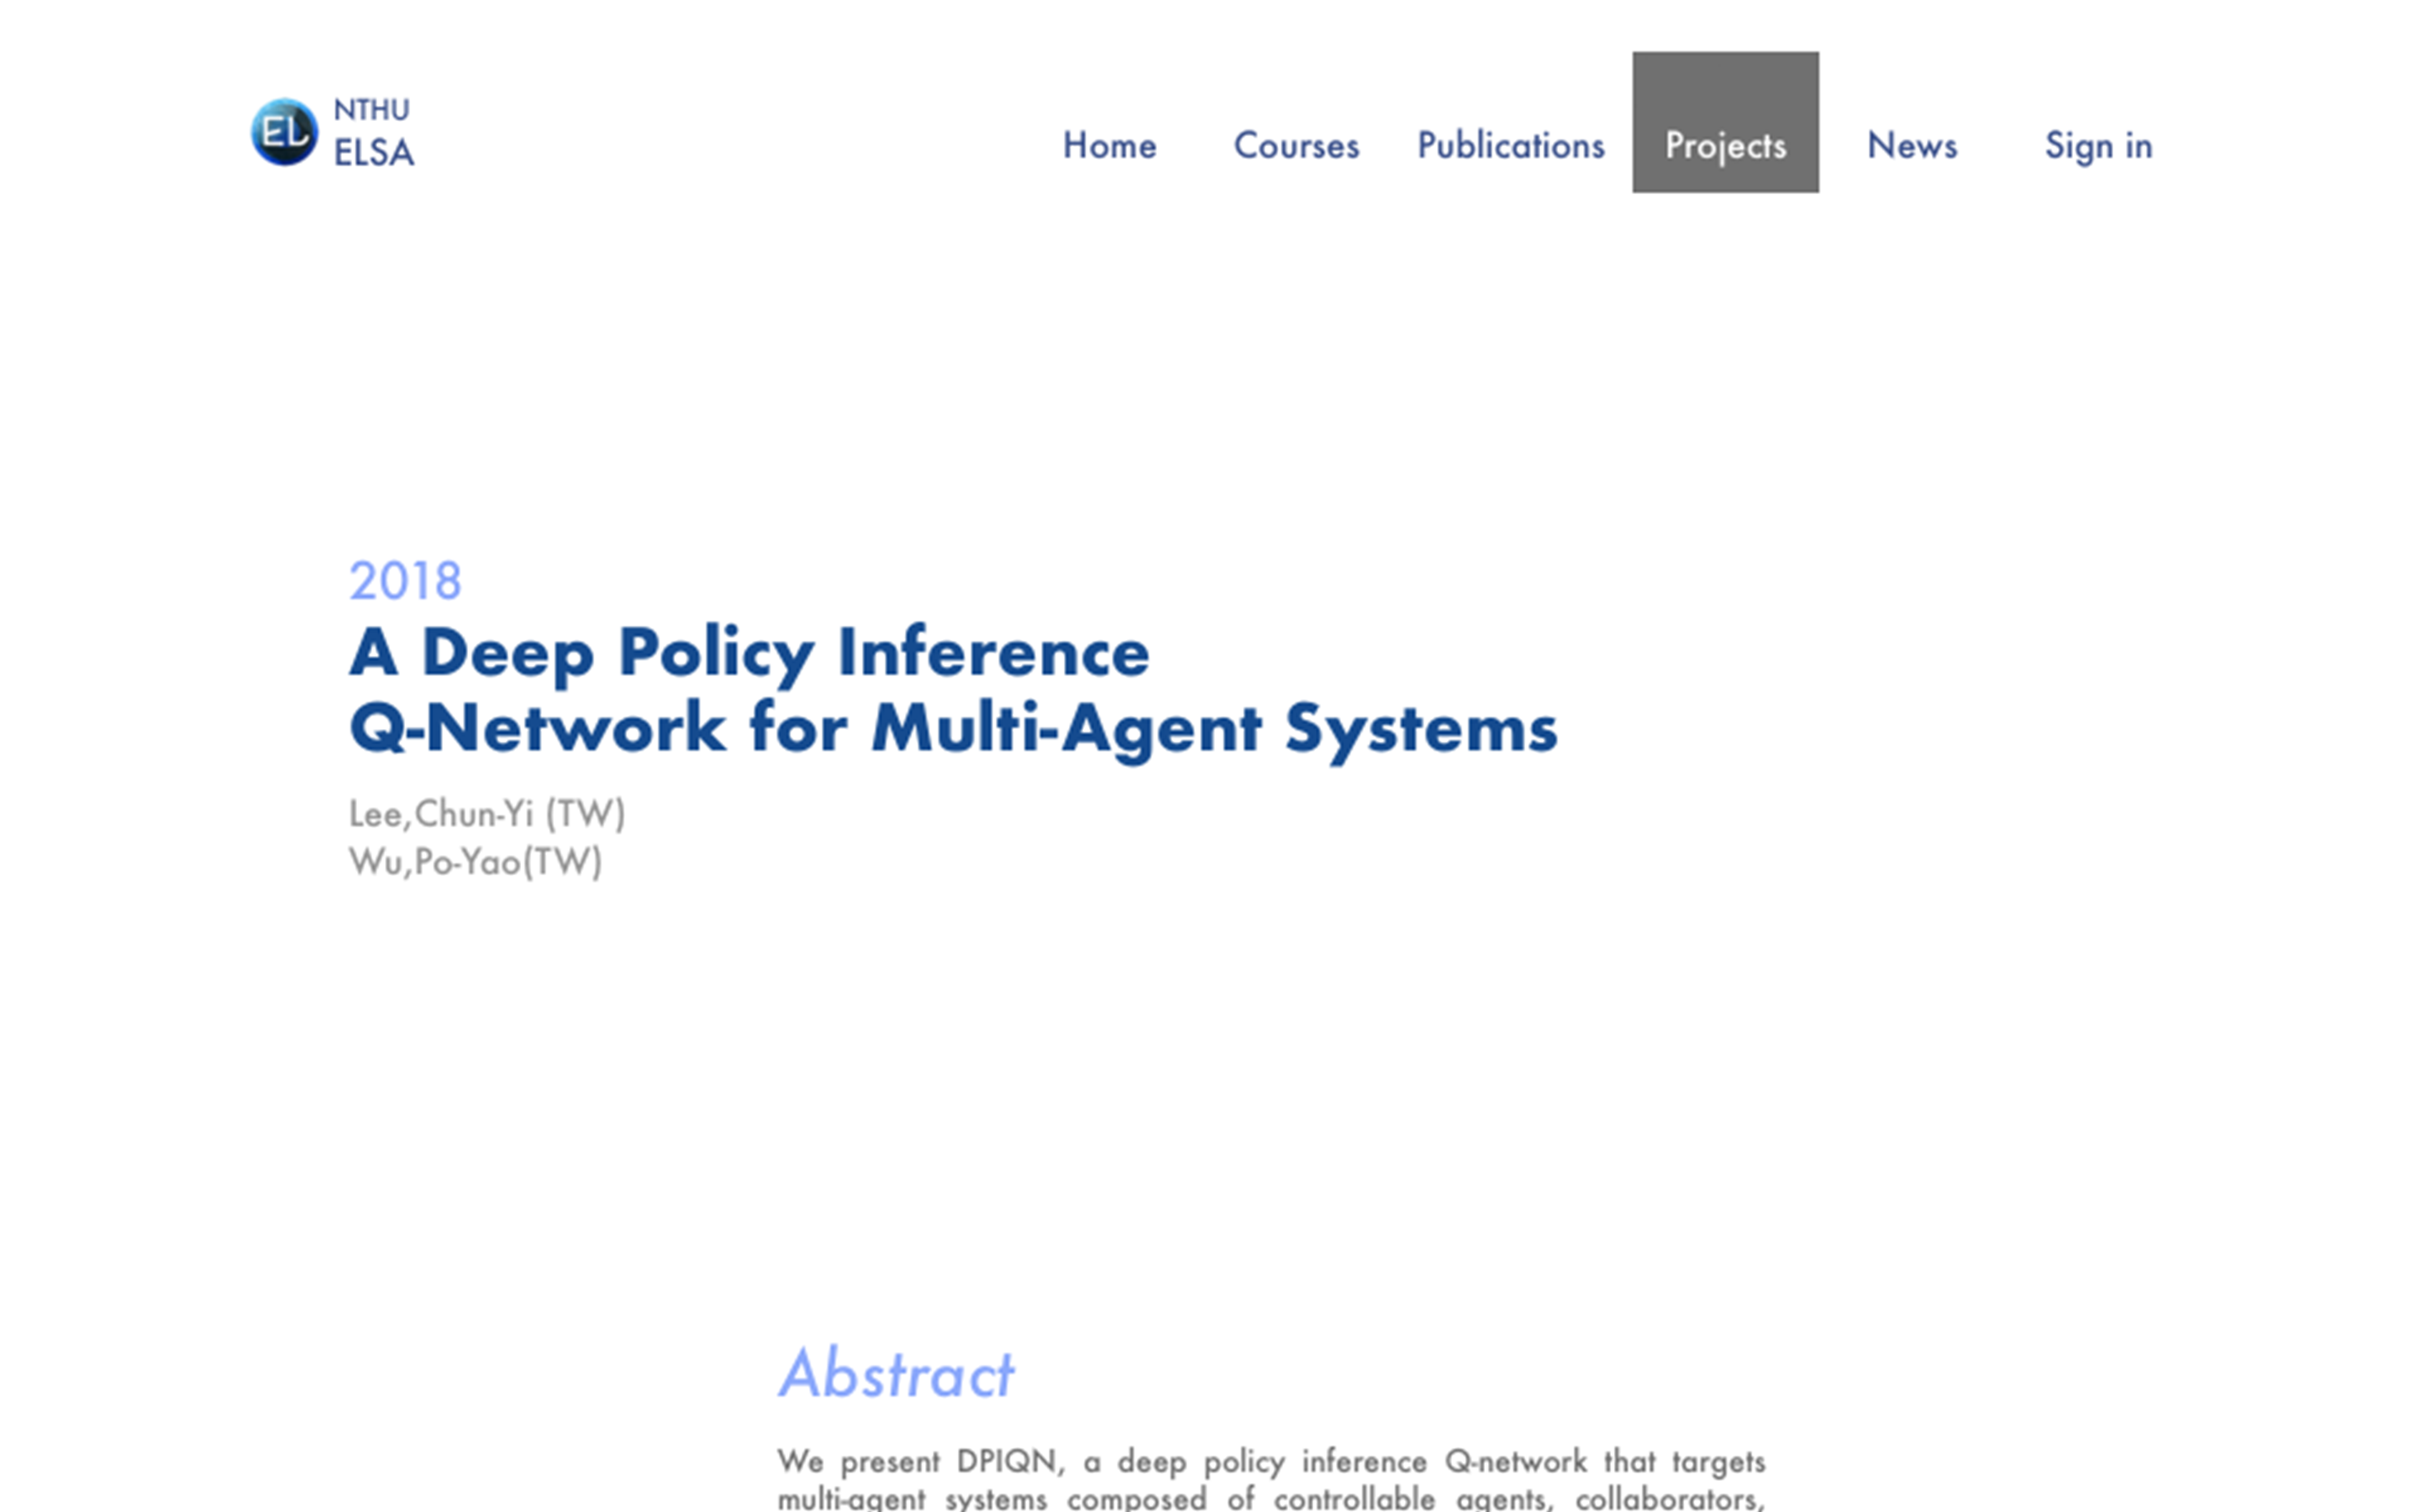 EL NTHU
ELSA
Home Courses Publications Projects News Sign in
2018
A Deep Policy Inference
Q-Network for Multi-Agent Systems
Lee,Chun-Yi (TW)
Wu,Po-Yao(TW)
Abstract
We present DPIQN, a deep policy inference Q-network that targets
multi-agent systems composed of controllable agents, collaborators,